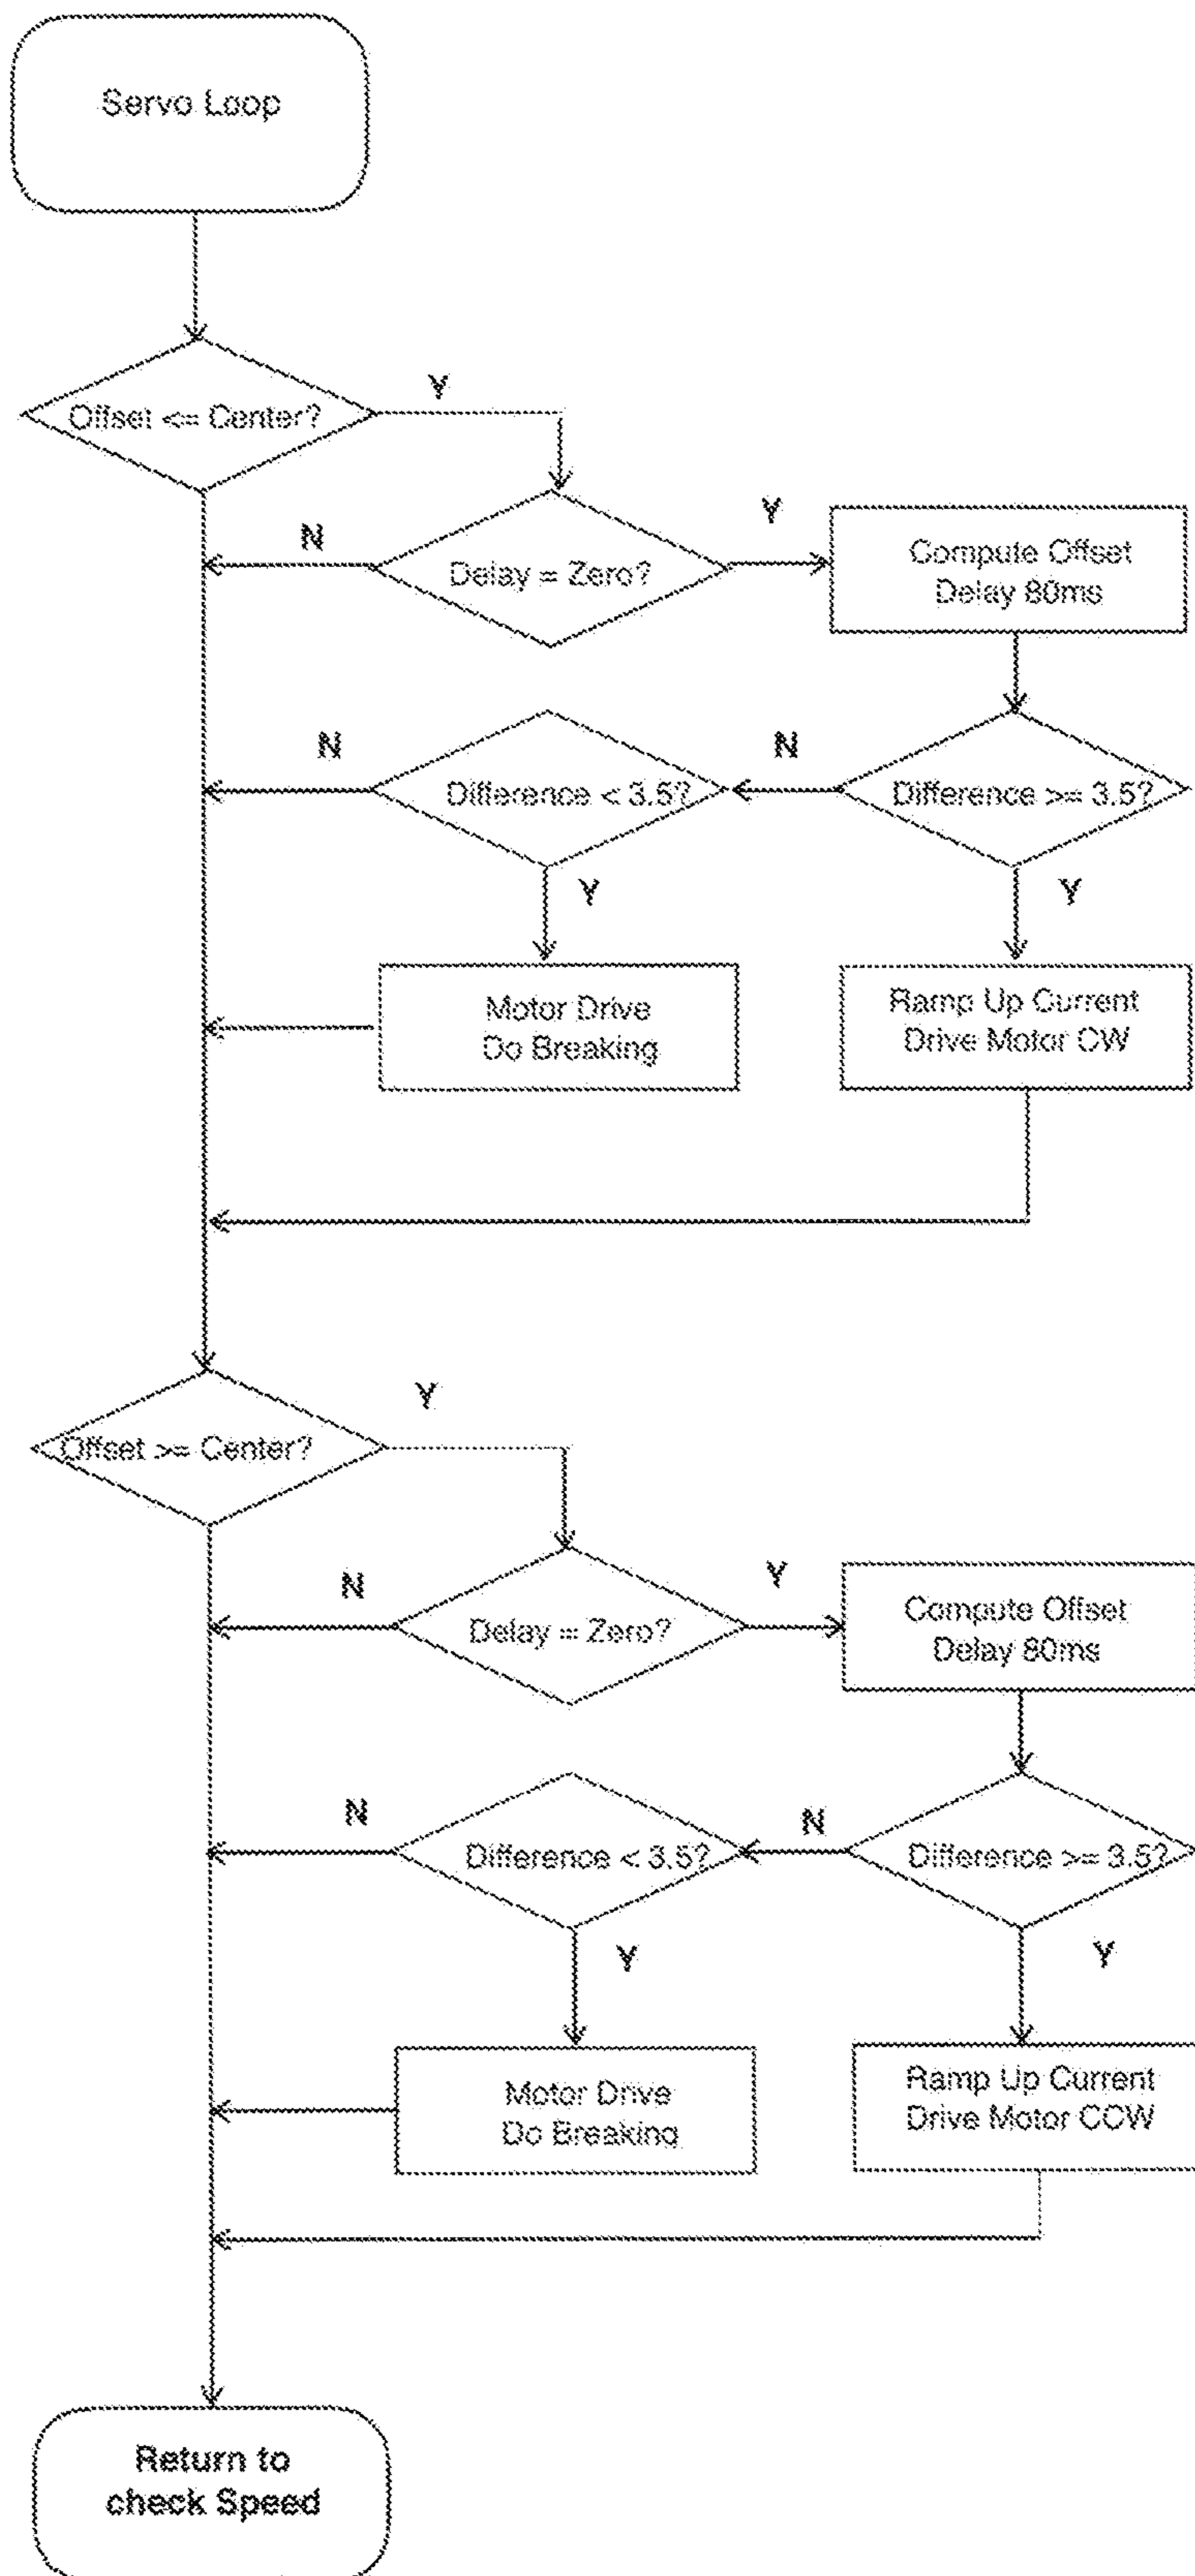 Servo Loop
Offset <= Center?
Y
Delay = Zero?
N
Y
Compute Offset
Delay 80ms
Difference >= 3.5?
N
Difference < 3.5?
N
Y
Y
Motor Drive
Do Breaking
Ramp Up Current
Drive Motor CW
Offset >= Center?
Y
Delay = Zero?
N
Y
Compute Offset
Delay 80ms
Difference >= 3.5?
N
Difference < 3.5?
N
Y
Y
Motor Drive
Do Breaking
Ramp Up Current
Drive Motor CCW
Return to
check Speed